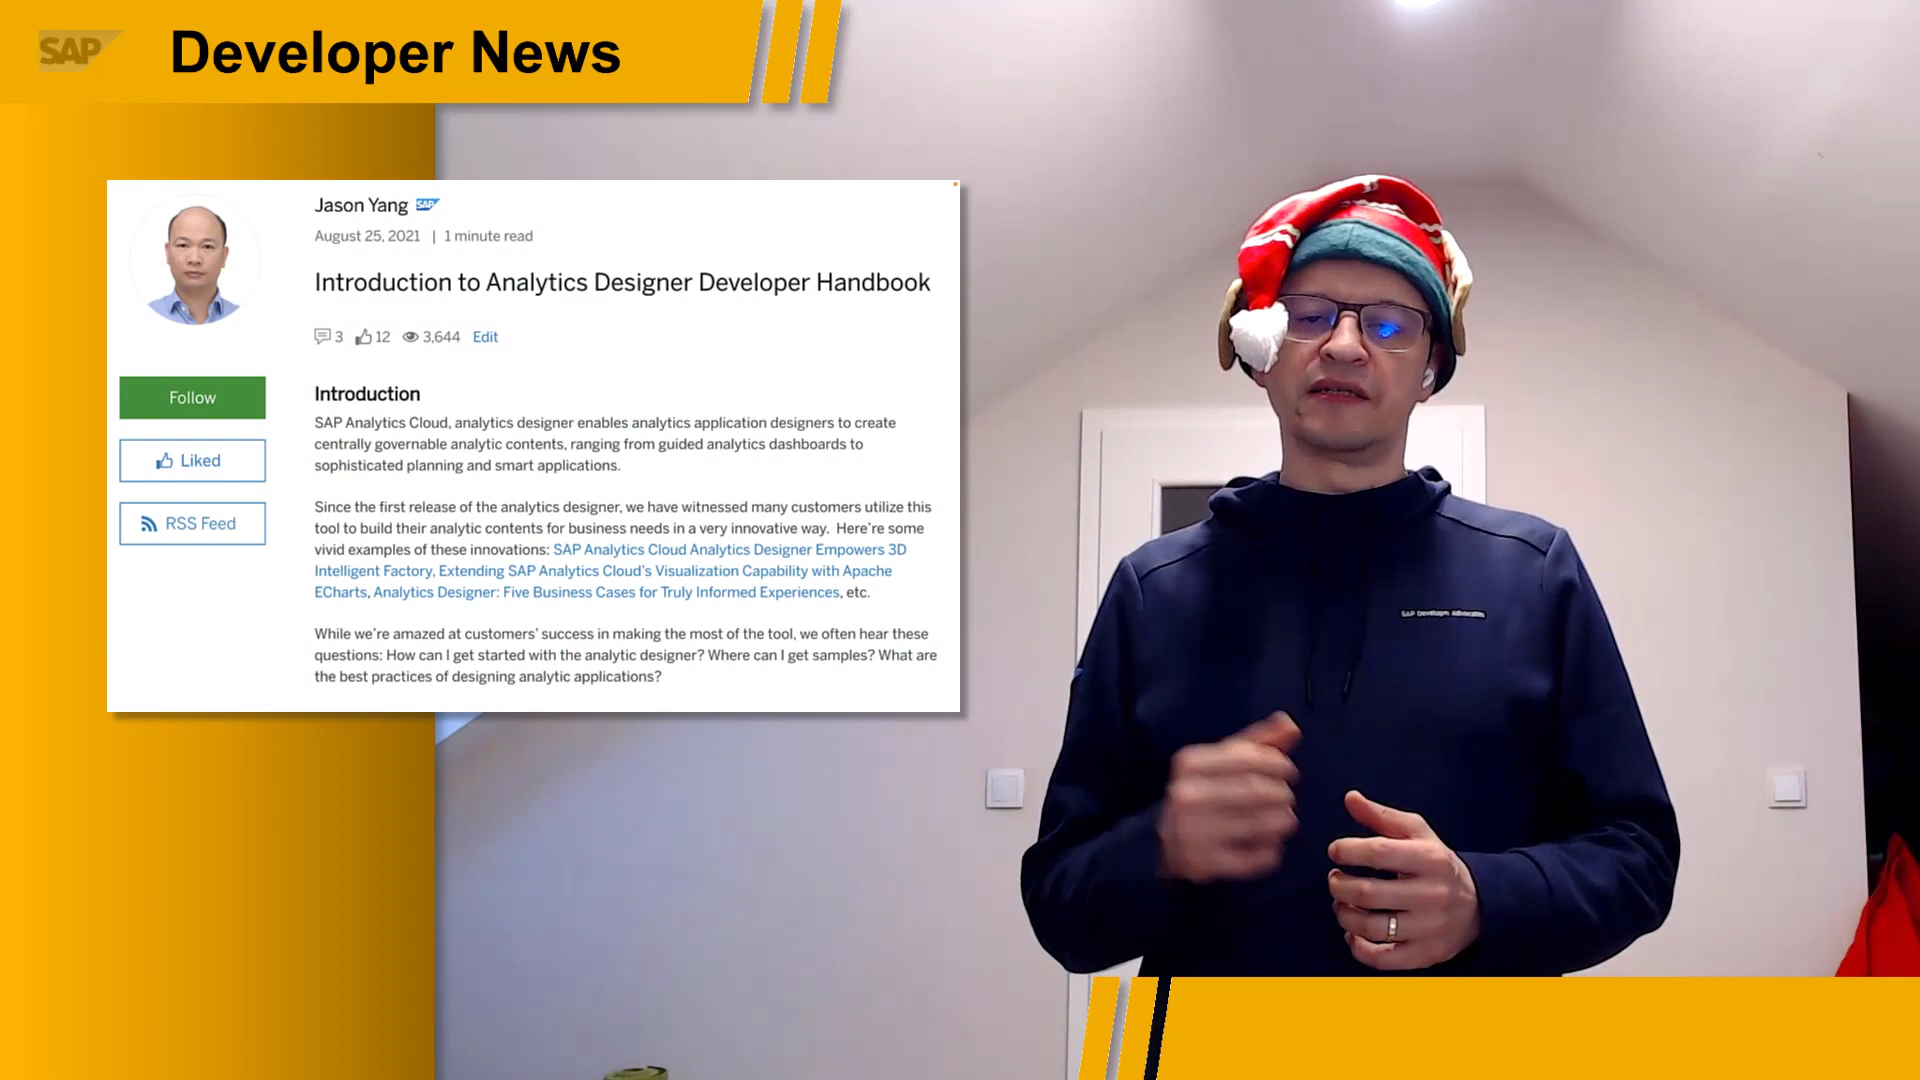 SAP
Developer News
Jason Yang SAP
August 25, 2021 | 1 minute read
Introduction to Analytics Designer Developer Handbook
3 12 3,644 Edit
Follow
Liked
RSS Feed
Introduction
SAP Analytics Cloud, analytics designer enables analytics application designers to create
centrally governable analytic contents, ranging from guided analytics dashboards to
sophisticated planning and smart applications.
Since the first release of the analytics designer, we have witnessed many customers utilize this
tool to build their analytic contents for business needs in a very innovative way. Here're some
vivid examples of these innovations: SAP Analytics Cloud Analytics Designer Empowers 3D
Intelligent Factory, Extending SAP Analytics Cloud's Visualization Capability with Apache
ECharts, Analytics Designer: Five Business Cases for Truly Informed Experiences, etc.
While we're amazed at customers' success in making the most of the tool, we often hear these
questions: How can I get started with the analytic designer? Where can I get samples? What are
the best practices of designing analytic applications?
SAP Developer Advocates